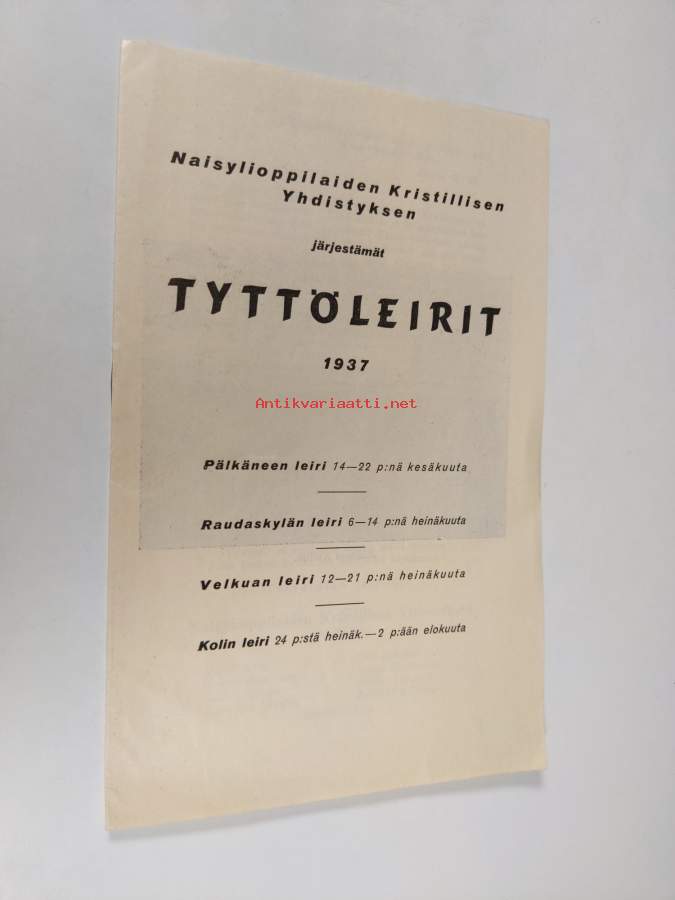 Naisylioppilaiden Kristillisen
Yhdistyksen
järjestämät
TYTTÖLEIRIT
1937
Antikvariaatti.net
Pälkäneen leiri 14—22 p:nä kesäkuuta
Raudaskylän leiri 6—14 p:nä heinäkuuta
Velkuan leiri 12—21 p:nä heinäkuuta
Kolin leiri 24 p:stä heinäk.—2 p:ään elokuuta